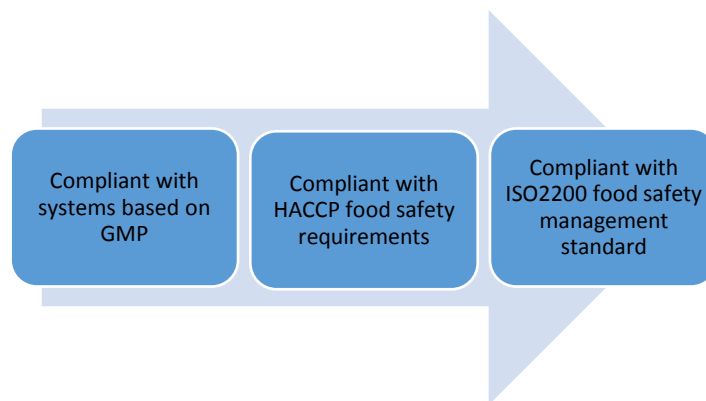 Compliant with
systems based on
GMP
Compliant with
HACCP food safety
requirements
Compliant with
ISO2200 food safety
management
standard